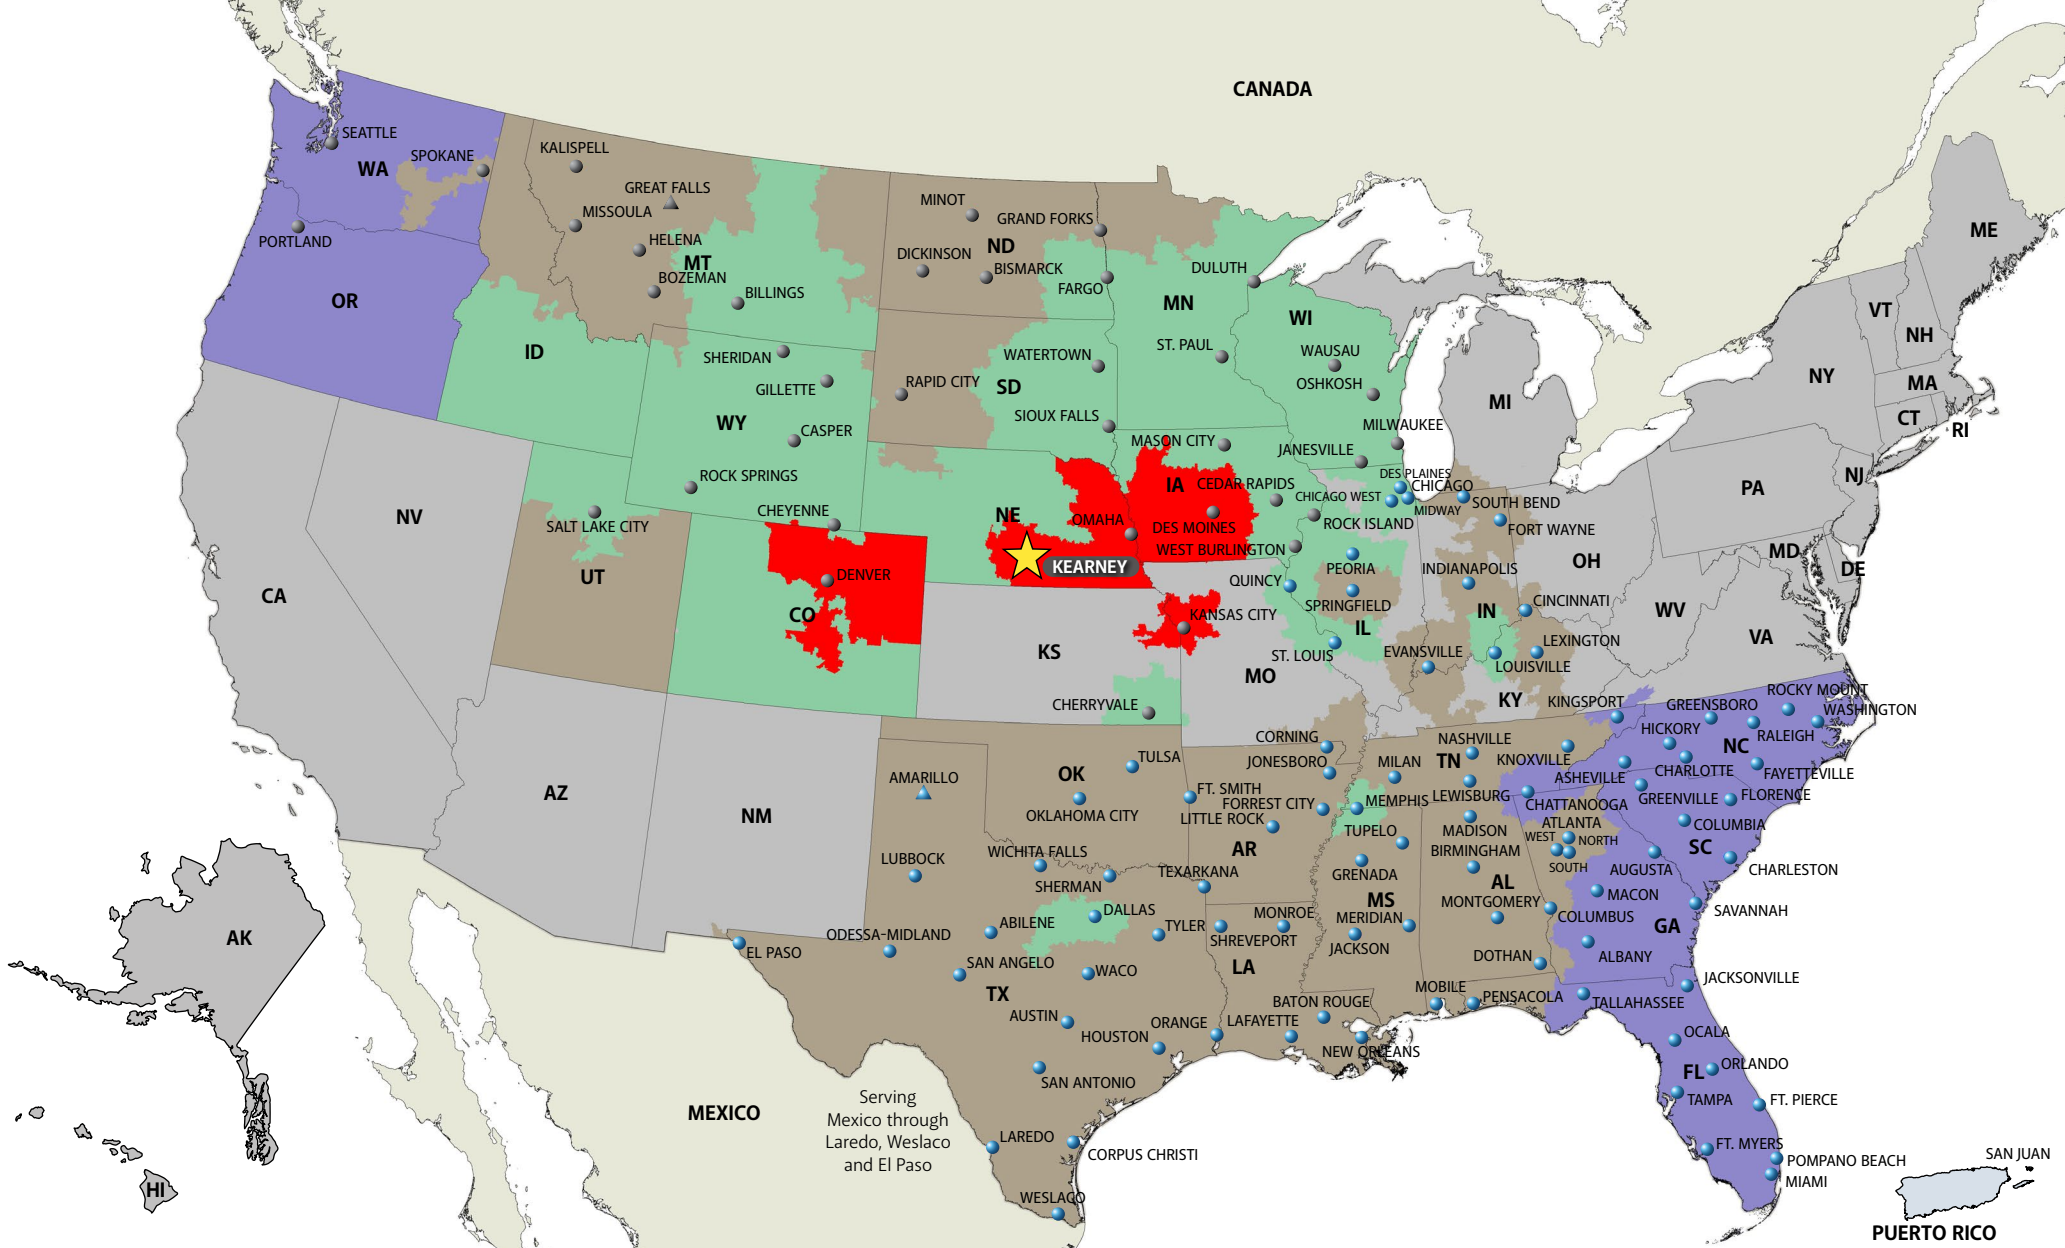 CANADA
SEATTLE
SPOKANE
WA
KALISPELL
GREAT FALLS
MISSOULA
PORTLAND
HELENA
MT
BOZEMAN
BILLINGS
MINOT
GRAND FORKS
ND
DICKINSON
BISMARCK
FARGO
DULUTH
MN
WI
ME
OR
VT
NH
ID
SHERIDAN
GILLETTE
WATERTOWN
ST. PAUL
WAUSAU
OSHKOSH
RAPID CITY
SD
MI
NY
MA
CT
RI
WY
CASPER
SIOUX FALLS
MASON CITY
MILWAUKEE
JANESVILLE
ROCK SPRINGS
IA
CEDAR RAPIDS
DES PLAINES
CHICAGO
CHICAGO WEST
MIDWAY
SOUTH BEND
PA
NJ
NV
SALT LAKE CITY
CHEYENNE
NE
OMAHA
DES MOINES
ROCK ISLAND
FORT WAYNE
WEST BURLINGTON
OH
MD
DE
CA
UT
DENVER
KEARNEY
QUINCY
PEORIA
INDIANAPOLIS
SPRINGFIELD
CINCINNATI
IN
WV
VA
CO
KANSAS CITY
IL
LEXINGTON
KS
ST. LOUIS
EVANSVILLE
LOUISVILLE
MO
KY
KINGSPORT
GREENSBORO
ROCKY MOUNT
WASHINGTON
CHERRYVALE
HICKORY
RALEIGH
CORNING
NASHVILLE
NC
TULSA
JONESBORO
MILAN
TN
KNOXVILLE
ASHEVILLE
CHARLOTTE
FAYETTEVILLE
AZ
NM
AMARILLO
OK
FT. SMITH
OKLAHOMA CITY
FORREST CITY
MEMPHIS
LEWISBURG
CHATTANOOGA
GREENVILLE
FLORENCE
LITTLE ROCK
TUPELO
MADISON
ATLANTA
WEST
NORTH
SOUTH
COLUMBIA
SC
LUBBOCK
WICHITA FALLS
AR
BIRMINGHAM
SHERMAN
TEXARKANA
GRENADA
AL
AUGUSTA
CHARLESTON
MS
MONTGOMERY
MACON
SAVANNAH
AK
ABILENE
DALLAS
TYLER
MONROE
SHREVEPORT
MERIDIAN
JACKSON
COLUMBUS
GA
ODESSA-MIDLAND
EL PASO
SAN ANGELO
WACO
LA
DOTHAN
ALBANY
JACKSONVILLE
TX
AUSTIN
HOUSTON
ORANGE
LAFAYETTE
BATON ROUGE
MOBILE
PENSACOLA
TALLAHASSEE
NEW ORLEANS
OCALA
SAN ANTONIO
FL
ORLANDO
TAMPA
FT. PIERCE
MEXICO
Serving
Mexico through
Laredo, Weslaco
and El Paso
LAREDO
CORPUS CHRISTI
WESLACO
FT. MYERS
POMPANO BEACH
MIAMI
HI
SAN JUAN
PUERTO RICO